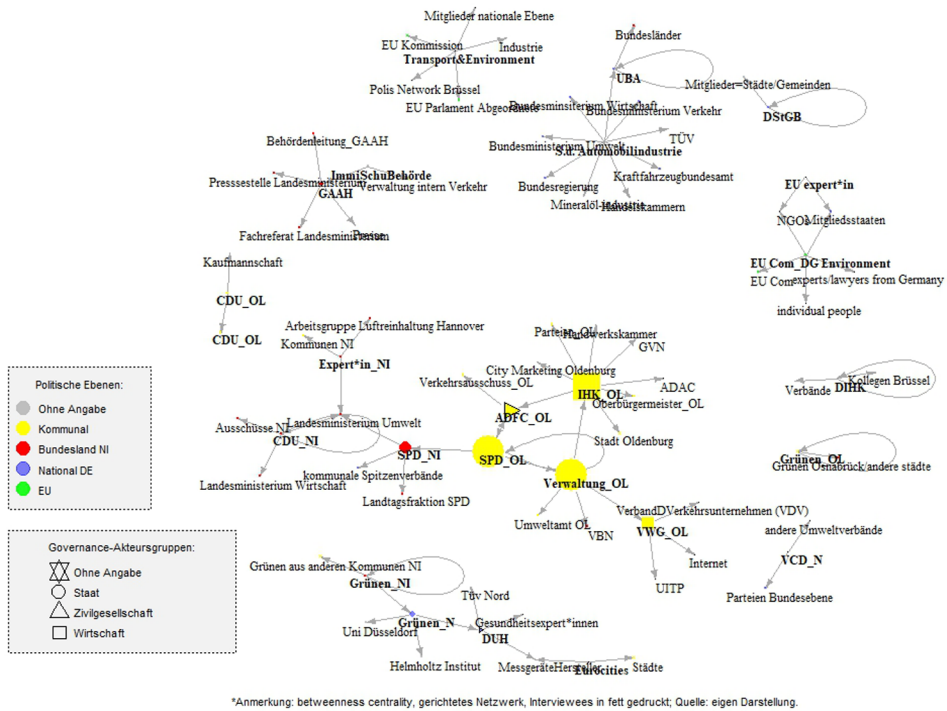 Mitglieder nationale Ebene
EU Kommission
Industrie
Transport&Environment
Polis Network Brüssel
EU Parlament Abgeordnete
Bundesländer
UBA
Mitglieder=Städte/Gemeinden
DStGB
Bundesministerium Wirtschaft
Bundesministerium Verkehr
TÜV
Bundesministerium Umwelt
S.d. Automobilindustrie
Bundesregierung
Kraftfahrzeugbundesamt
Mineralöl-industrie
Handelskammern
Behördenleitung_GAAH
ImmiSchuBehörde
Presssestelle Landesministerium
Verwaltung intern Verkehr
GAAH
Fachreferat Landesministerium
Presse
EU expert*in
NGOs
Mitgliedsstaaten
EU Com_DG Environment
EU Com
experts/lawyers from Germany
individual people
Kaufmannschaft
CDU_OL
CDU_OL
Arbeitsgruppe Luftreinhaltung Hannover
Kommunen NI
Expert*in_NI
Parteien_OL
Handwerkskammer
GVN
City Marketing Oldenburg
Verkehrsausschuss_OL
ADAC
IHK_OL
Oberbürgermeister_OL
ADFC_OL
Stadt Oldenburg
Kollegen Brüssel
Verbände
DIHK
Politische Ebenen:
Ohne Angabe
Kommunal
Bundesland NI
National DE
EU
Ausschüsse NI
Landesministerium Umwelt
CDU_NI
Landesministerium Wirtschaft
SPD_NI
kommunale Spitzenverbände
Landtagsfraktion SPD
SPD_OL
Verwaltung_OL
Grünen_OL
Grünen Osnabrück/andere städte
Umweltamt OL
VBN
VerbandDVerkehrsunternehmen (VDV)
VWG_OL
Internet
UITP
andere Umweltverbände
VCD_N
Parteien Bundesebene
Governance-Akteursgruppen:
Ohne Angabe
Staat
Zivilgesellschaft
Wirtschaft
Grünen aus anderen Kommunen NI
Grünen_NI
Tüv Nord
Grünen_N
Uni Düsseldorf
Gesundheitsexpert*innen
DUH
Helmholtz Institut
MessgeräteHersteller
Eurocities
Städte
*Anmerkung: betweenness centrality, gerichtetes Netzwerk, Interviewees in fett gedruckt; Quelle: eigen Darstellung.